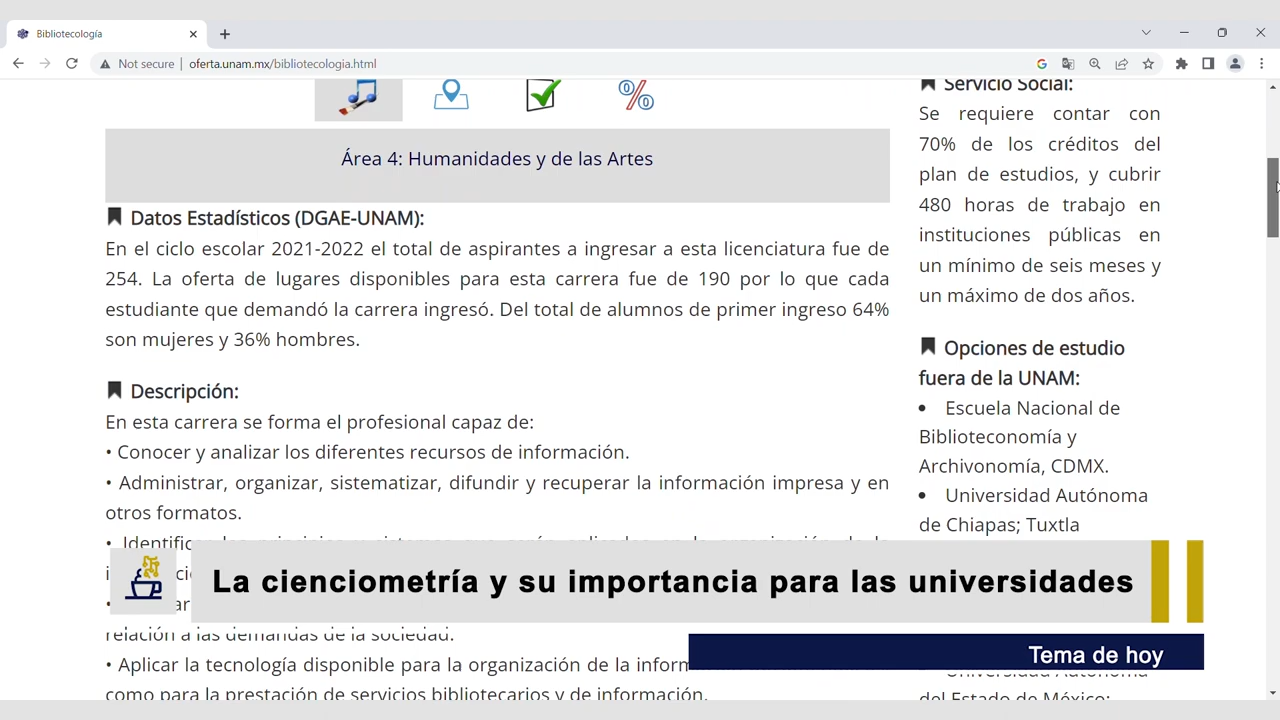 Bibliotecología
Not secure | oferta.unam.mx/bibliotecologia.html
Área 4: Humanidades y de las Artes
Datos Estadísticos (DGAE-UNAM):
En el ciclo escolar 2021-2022 el total de aspirantes a ingresar a esta licenciatura fue de
254. La oferta de lugares disponibles para esta carrera fue de 190 por lo que cada
estudiante que demandó la carrera ingresó. Del total de alumnos de primer ingreso 64%
son mujeres y 36% hombres.
Descripción:
En esta carrera se forma el profesional capaz de:
• Conocer y analizar los diferentes recursos de información.
• Administrar, organizar, sistematizar, difundir y recuperar la información impresa y en
otros formatos.
relación a las demandas de la sociedad.
• Aplicar la tecnología disponible para la organización de la
como para la prestación de servicios bibliotecarios y de información.
Servicio Social:
Se requiere contar con
70% de los créditos del
plan de estudios, y cubrir
480 horas de trabajo en
instituciones públicas en
un mínimo de seis meses y
un máximo de dos años.
Opciones de estudio
fuera de la UNAM:
• Escuela Nacional de
Biblioteconomía y
Archivonomía, CDMX.
• Universidad Autónoma
de Chiapas; Tuxtla
Universidad Autónoma
del Estado de México;
La cienciometría y su importancia para las universidades
Tema de hoy